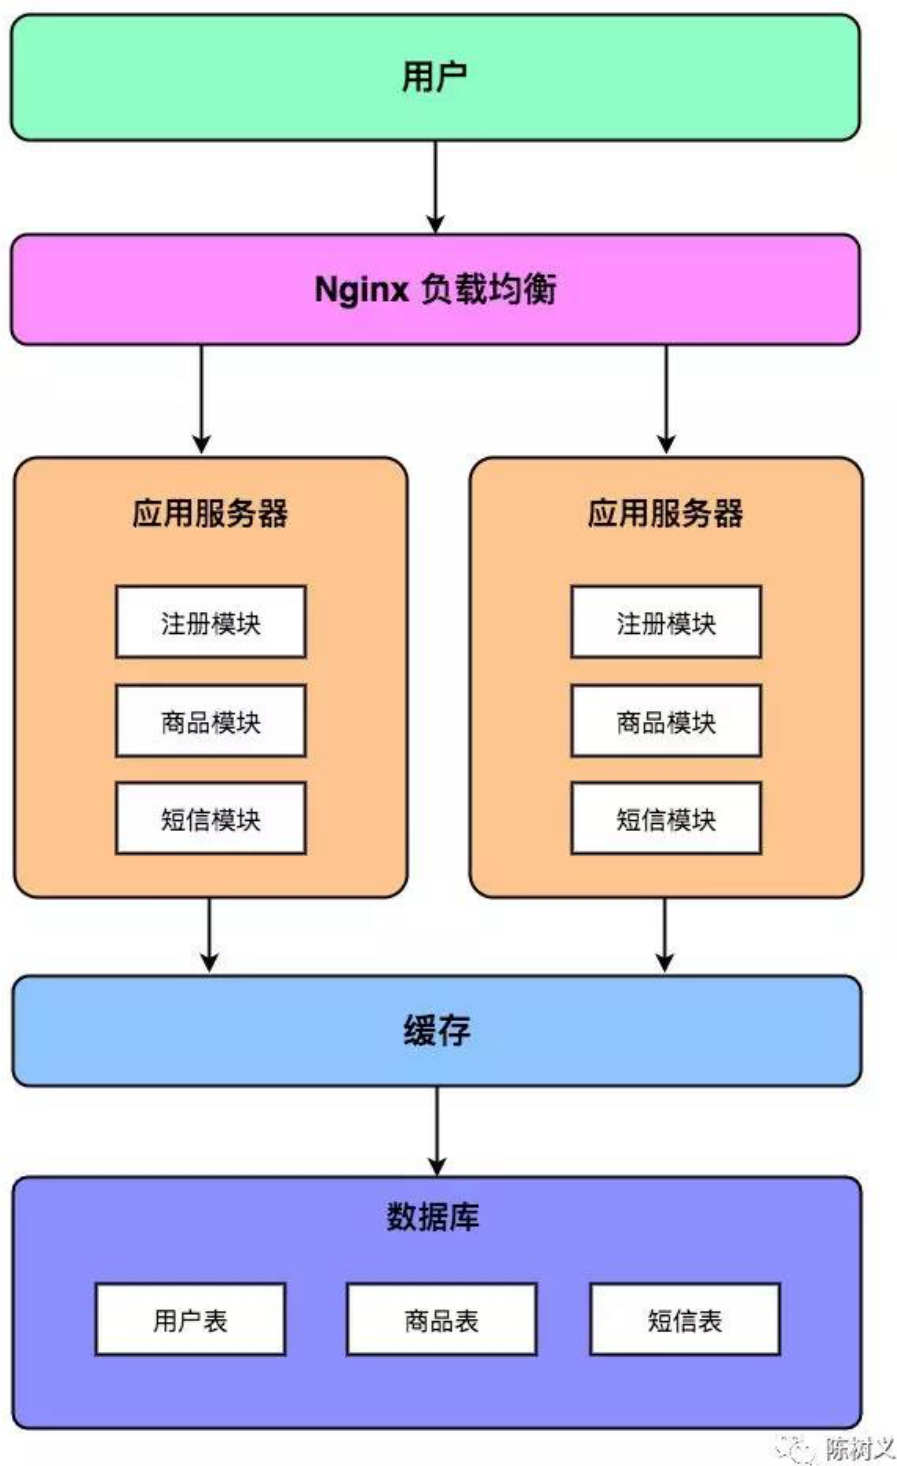 用户
Nginx 负载均衡
应用服务器
注册模块
商品模块
短信模块
应用服务器
注册模块
商品模块
短信模块
缓存
数据库
用户表
商品表
短信表
陈树义